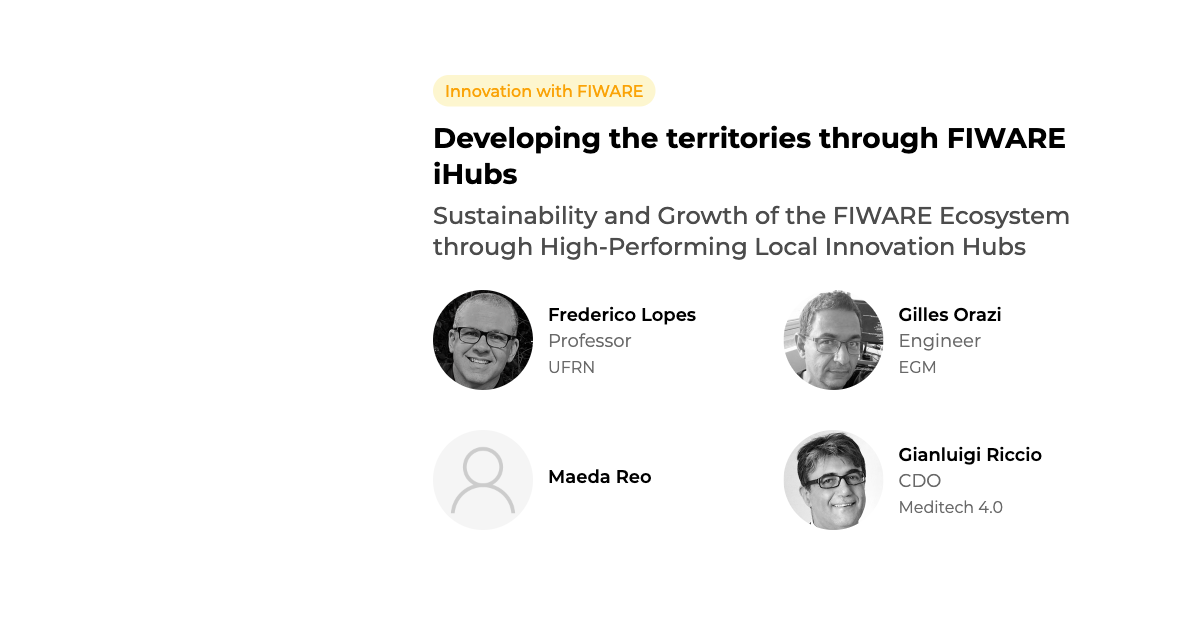 Innovation with FIWARE
Developing the territories through FIWARE
iHubs
Sustainability and Growth of the FIWARE Ecosystem
through High-Performing Local Innovation Hubs
Frederico Lopes
Professor
UFRN
Gilles Orazi
Engineer
EGM
Maeda Reo
Gianluigi Riccio
CDO
Meditech 4.0